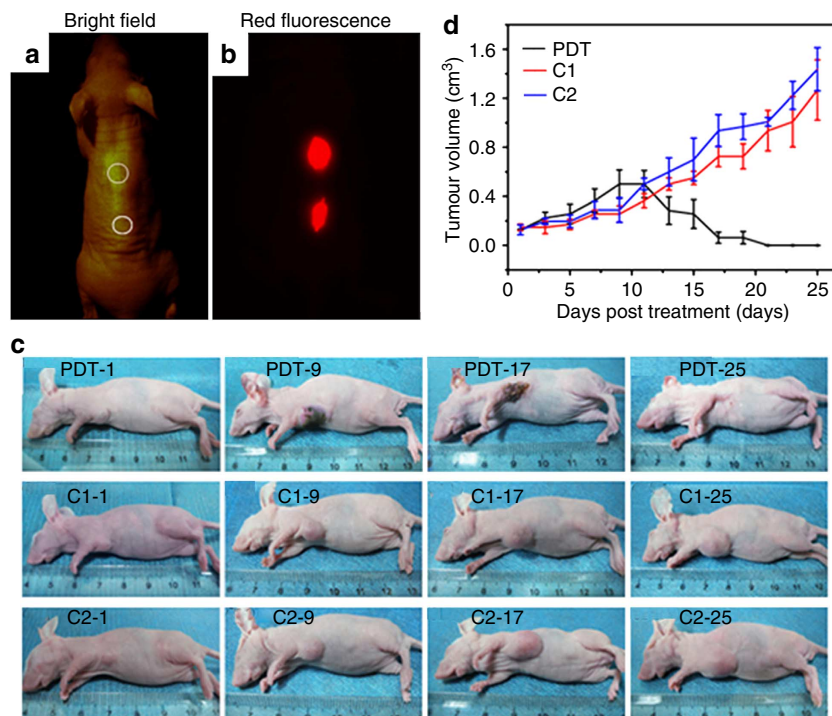 Bright field
Red fluorescence
a
b
d
PDT
C1
C2
Tumour volume (cm³)
1.6
1.2
0.8
0.4
0.0
0 5 10 15 20 25
Days post treatment (days)
c
PDT-1
PDT-9
PDT-17
PDT-25
C1-1
C1-9
C1-17
C1-25
C2-1
C2-9
C2-17
C2-25